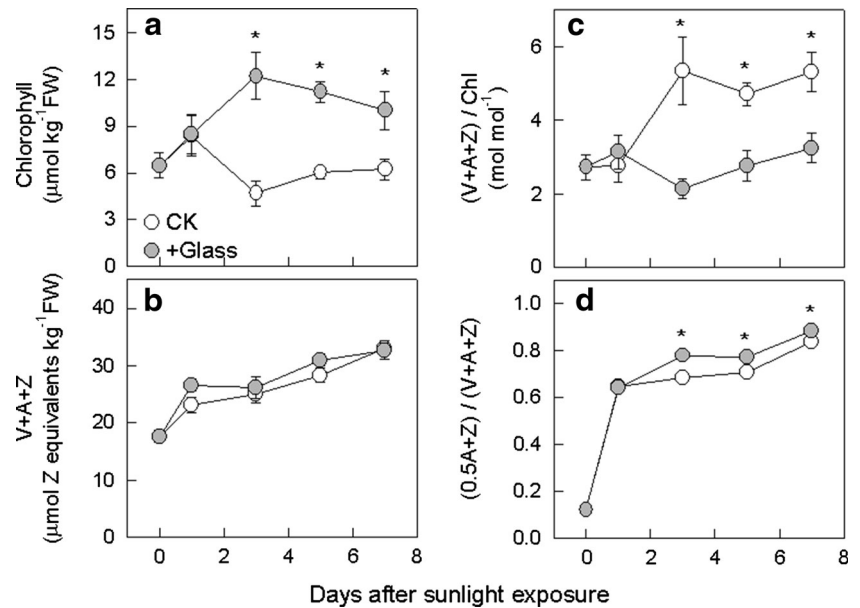 a
Chlorophyll
(μmol kg⁻¹FW)
15
12
9
6
3
0
*
*
*
CK
+Glass
c
(V+A+Z) / Chl
(mol mol⁻¹)
6
4
2
0
*
*
*
b
V+A+Z
(μmol Z equivalents kg⁻¹FW)
40
30
20
10
0
0 2 4 6 8
d
(0.5A+Z) / (V+A+Z)
1.0
0.8
0.6
0.4
0.2
0.0
*
*
*
0 2 4 6 8
Days after sunlight exposure